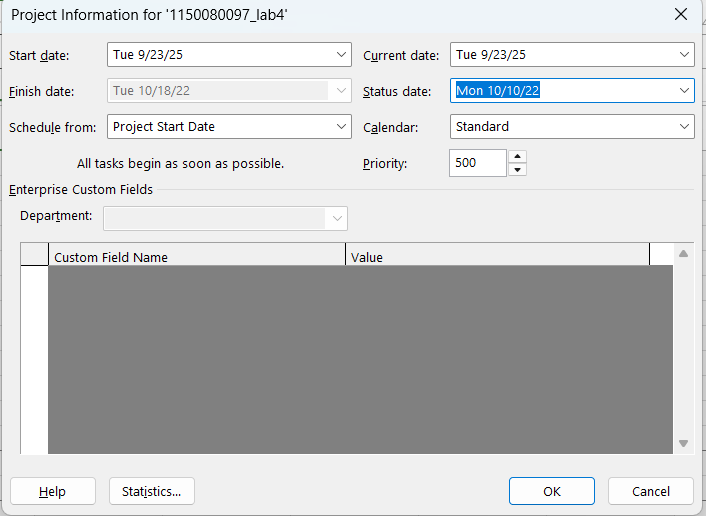 Project Information for '1150080097_lab4'
Start date: Tue 9/23/25 Current date: Tue 9/23/25
Finish date: Tue 10/18/22 Status date: Mon 10/10/22
Schedule from: Project Start Date Calendar: Standard
All tasks begin as soon as possible. Priority: 500
Enterprise Custom Fields
Department:
Custom Field Name Value
Help Statistics... OK Cancel